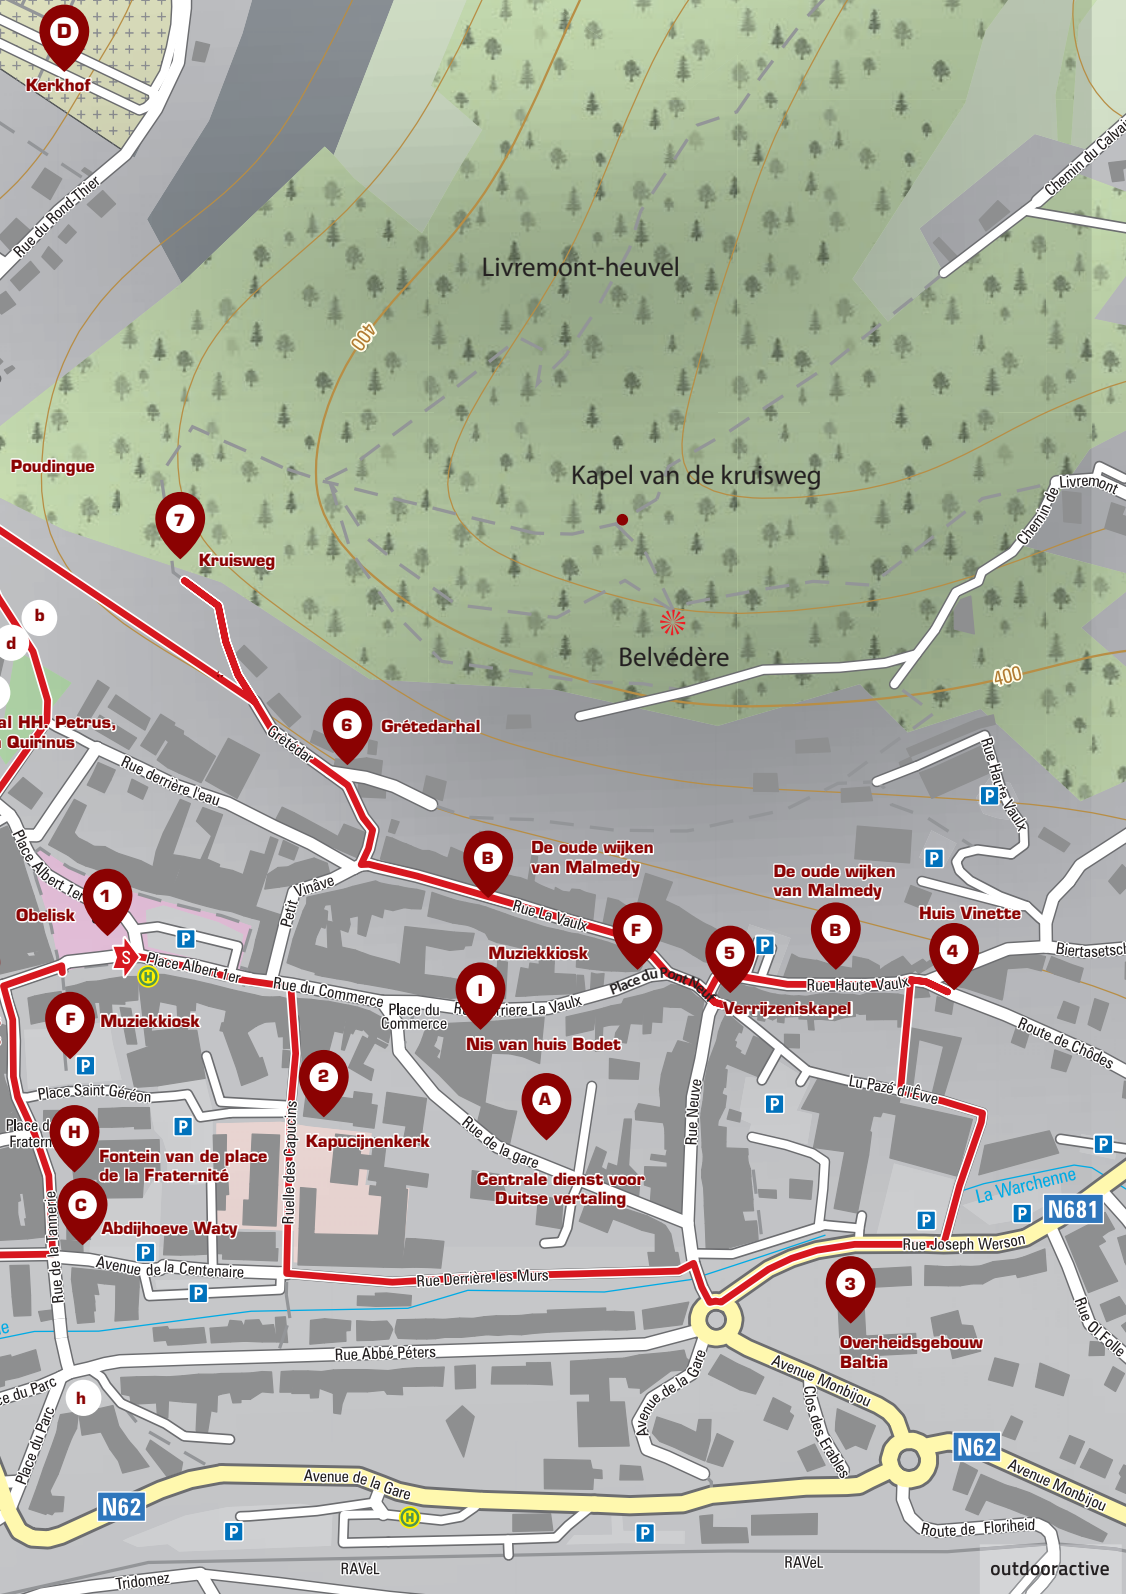 D
Kerkhof
Rue du Rond-Thier
Chemin du Calvai
Livremont-heuvel
400
Poudingue
Kapel van de kruisweg
Chemin de Livremont
7
Kruisweg
b
d
Belvédère
400
al HH. Petrus,
Quirinus
6
Grétedarhal
Grétédar
Rue derrière l'eau
Rue Haute Vaulx
P
Place Albert 1er
B
De oude wijken
van Malmedy
P
De oude wijken
van Malmedy
1
Obelisk
Petit Vinâve
Rue La Vaulx
F
Muziekkiosk
B
Huis Vinette
4
P
S
H
Place Albert 1er
5
P
Biertasetsch
Rue du Commerce
Place du
Commerce
I
Place du Pont Neuf
Rue Haute Vaulx
Verrijzeniskapel
F
Muziekkiosk
Nis van huis Bodet
Route de Chôdes
P
2
Kapucijnenkerk
A
Lu Pazé d'Êwe
Place Saint Géréon
P
P
H
Fontein van de place
de la Fraternité
Rue de la gare
Rue Neuve
P
Centrale dienst voor
Duitse vertaling
La Warchenne
C
Abdijhoeve Waty
Ruelle des Capucins
P
P
N681
Rue de la Tannerie
P
Avenue de la Centenaire
Rue Derrière les Murs
Rue Joseph Werson
P
3
Overheidsgebouw
Baltia
Rue Ol Folle
Rue Abbé Péters
Avenue de la Gare
Avenue Monbijou
ce du Parc
h
Place du Parc
Clos des Erables
N62
Avenue Monbijou
Avenue de la Gare
N62
H
P
P
Route de Floriheid
RAVeL
RAVeL
Tridomez
outdooractive